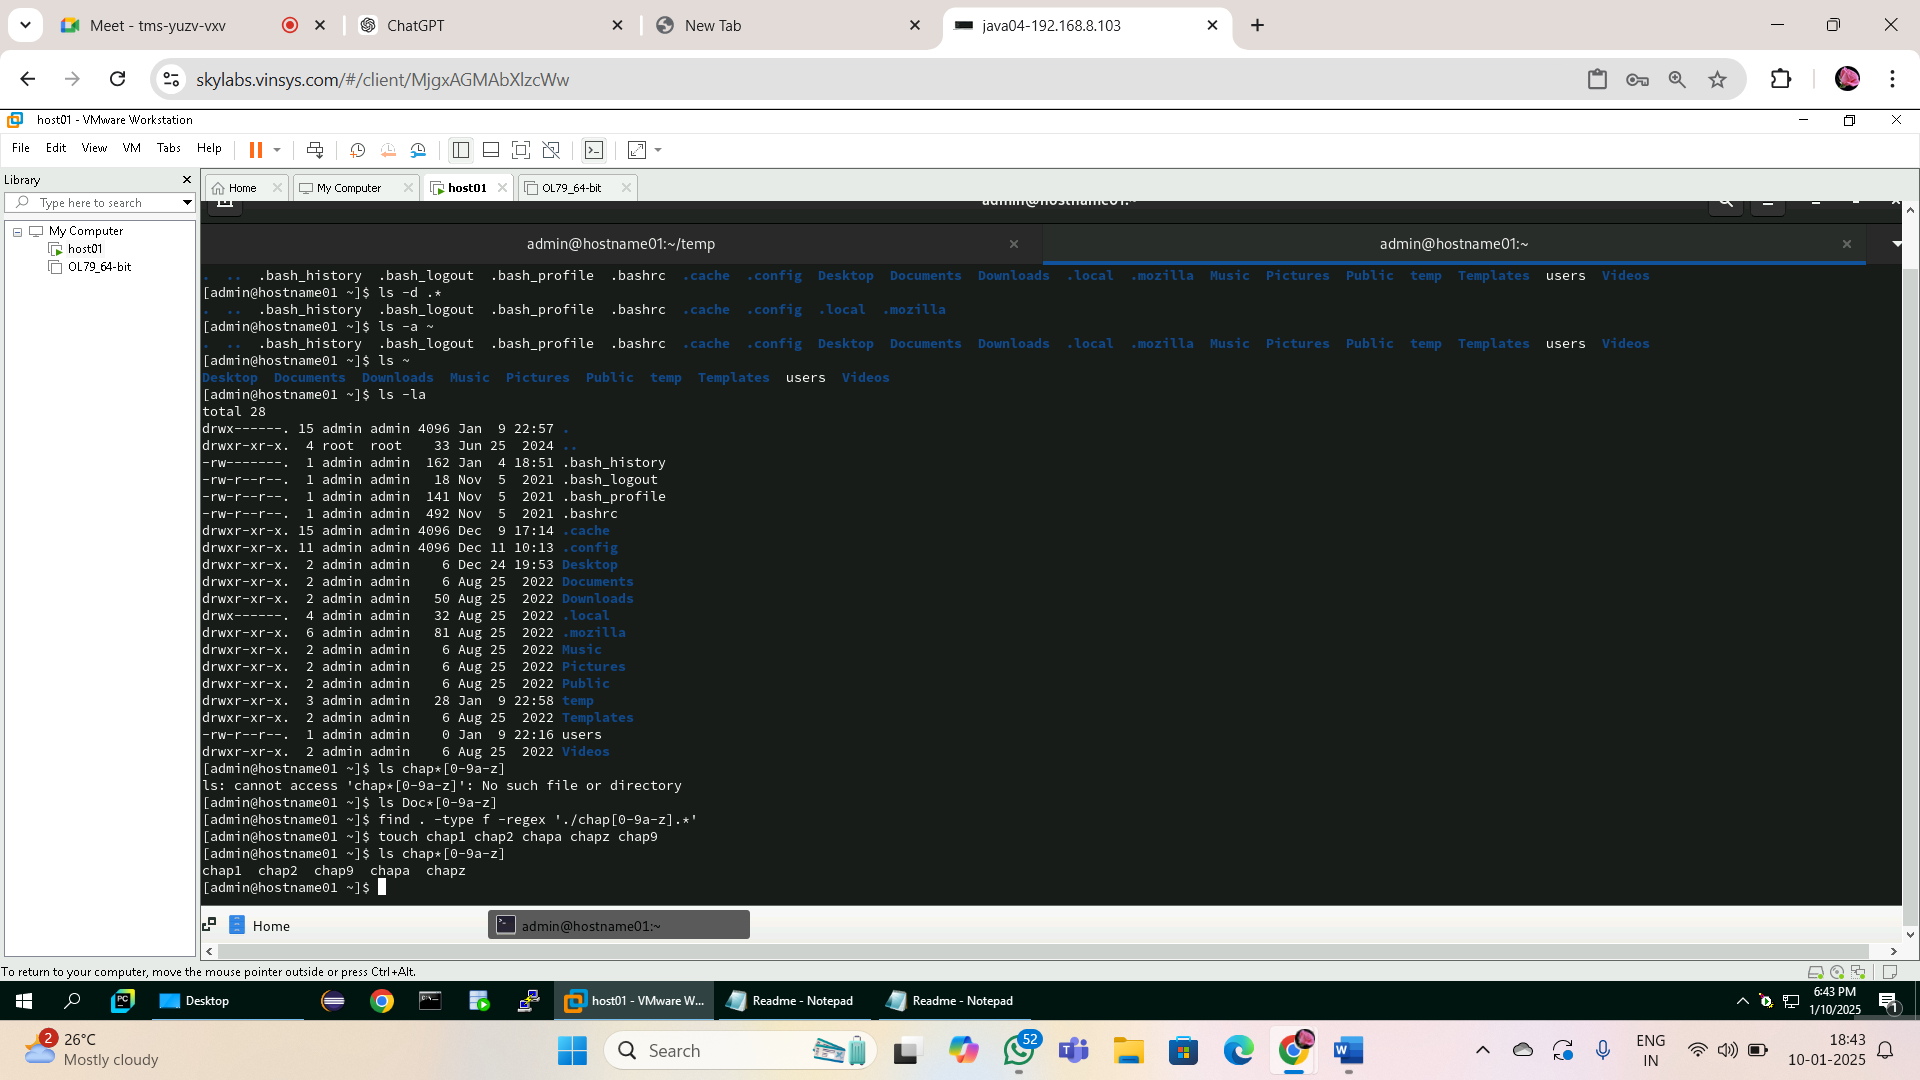 Meet - tms-yuzv-vxv
ChatGPT
New Tab
java04-192.168.8.103
skylabs.vinsys.com/#/client/MjgxAGMAbXlzcWw
host01 - VMware Workstation
File Edit View VM Tabs Help
Library
Type here to search
My Computer
host01
OL79_64-bit
Home
My Computer
host01
OL79_64-bit
admin@hostname01:~
admin@hostname01:~/temp
admin@hostname01:~
. .. .bash_history .bash_logout .bash_profile .bashrc .cache .config Desktop Documents Downloads .local .mozilla Music Pictures Public temp Templates users Videos
[admin@hostname01 ~]$ ls -d .*
. .. .bash_history .bash_logout .bash_profile .bashrc .cache .config .local .mozilla
[admin@hostname01 ~]$ ls -a ~
. .. .bash_history .bash_logout .bash_profile .bashrc .cache .config Desktop Documents Downloads .local .mozilla Music Pictures Public temp Templates users Videos
[admin@hostname01 ~]$ ls ~
Desktop Documents Downloads Music Pictures Public temp Templates users Videos
[admin@hostname01 ~]$ ls -la
total 28
drwx------. 15 admin admin 4096 Jan 9 22:57 .
drwxr-xr-x. 4 root root 33 Jun 25 2024 ..
-rw-------. 1 admin admin 162 Jan 4 18:51 .bash_history
-rw-r--r--. 1 admin admin 18 Nov 5 2021 .bash_logout
-rw-r--r--. 1 admin admin 141 Nov 5 2021 .bash_profile
-rw-r--r--. 1 admin admin 492 Nov 5 2021 .bashrc
drwxr-xr-x. 15 admin admin 4096 Dec 9 17:14 .cache
drwxr-xr-x. 11 admin admin 4096 Dec 11 10:13 .config
drwxr-xr-x. 2 admin admin 6 Dec 24 19:53 Desktop
drwxr-xr-x. 2 admin admin 6 Aug 25 2022 Documents
drwxr-xr-x. 2 admin admin 50 Aug 25 2022 Downloads
drwx------. 4 admin admin 32 Aug 25 2022 .local
drwxr-xr-x. 6 admin admin 81 Aug 25 2022 .mozilla
drwxr-xr-x. 2 admin admin 6 Aug 25 2022 Music
drwxr-xr-x. 2 admin admin 6 Aug 25 2022 Pictures
drwxr-xr-x. 2 admin admin 6 Aug 25 2022 Public
drwxr-xr-x. 3 admin admin 28 Jan 9 22:58 temp
drwxr-xr-x. 2 admin admin 6 Aug 25 2022 Templates
-rw-r--r--. 1 admin admin 0 Jan 9 22:16 users
drwxr-xr-x. 2 admin admin 6 Aug 25 2022 Videos
[admin@hostname01 ~]$ ls chap*[0-9a-z]
ls: cannot access 'chap*[0-9a-z]': No such file or directory
[admin@hostname01 ~]$ ls Doc*[0-9a-z]
[admin@hostname01 ~]$ find . -type f -regex './chap[0-9a-z].*'
[admin@hostname01 ~]$ touch chap1 chap2 chapa chapz chap9
[admin@hostname01 ~]$ ls chap*[0-9a-z]
chap1 chap2 chap9 chapa chapz
[admin@hostname01 ~]$
Home
admin@hostname01:~
To return to your computer, move the mouse pointer outside or press Ctrl+Alt.
Desktop
host01 - VMware W...
Readme - Notepad
Readme - Notepad
6:43 PM
1/10/2025
1
2
26°C
Mostly cloudy
Search
52
ENG
IN
18:43
10-01-2025